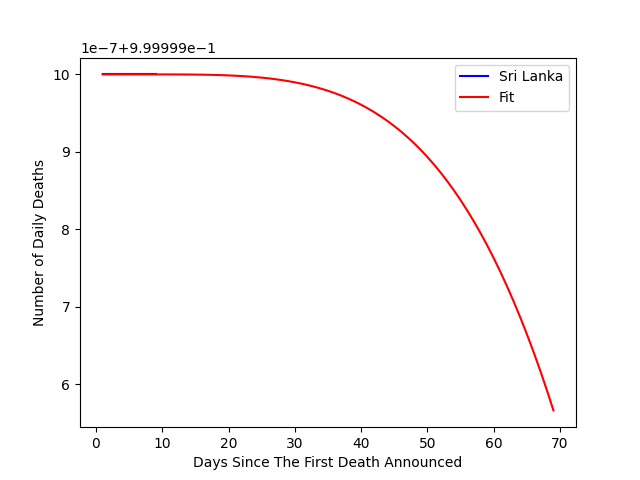 1e−7+9.99999e−1
Sri Lanka
Fit
10
9
8
7
6
Number of Daily Deaths
0 10 20 30 40 50 60 70
Days Since The First Death Announced